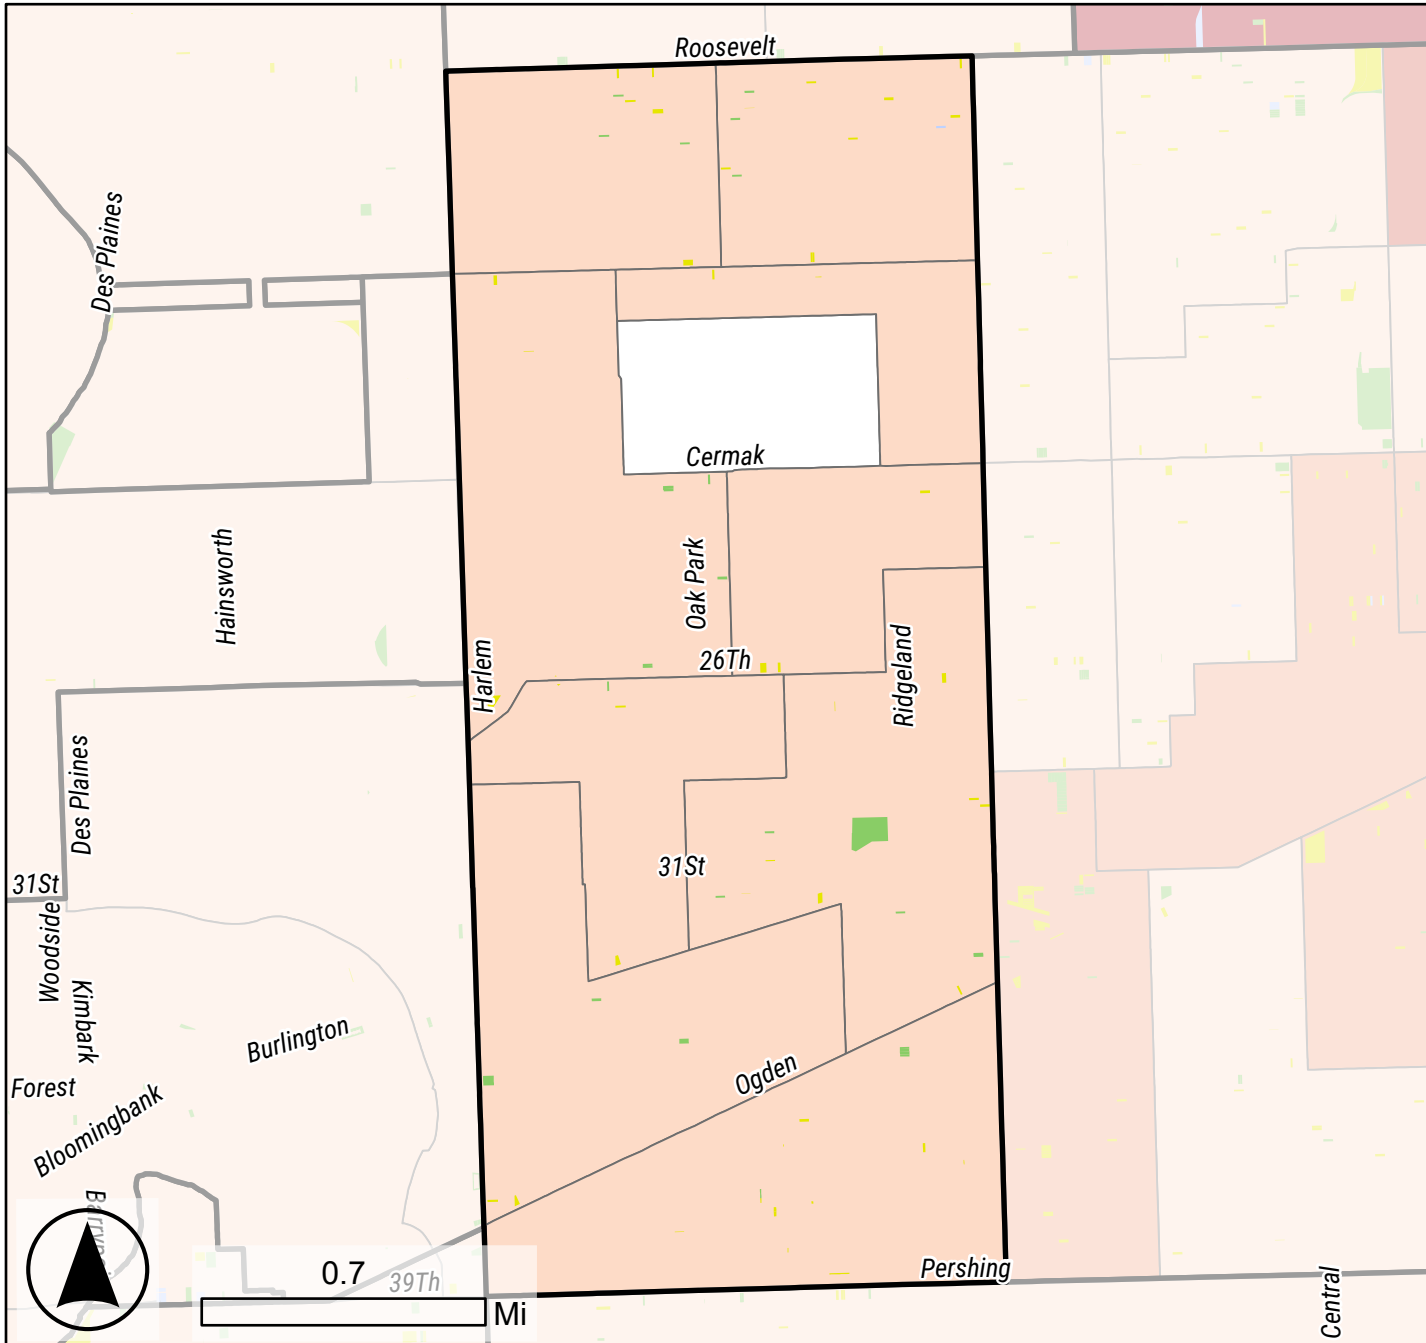 Roosevelt
Des Plaines
Cermak
Hainsworth
Oak Park
Harlem
26Th
Ridgeland
Des Plaines
31St
31St
Woodside
Kimbark
Burlington
Forest
Bloomingbank
Ogden
Pershing
39Th
0.7
Mi
Central